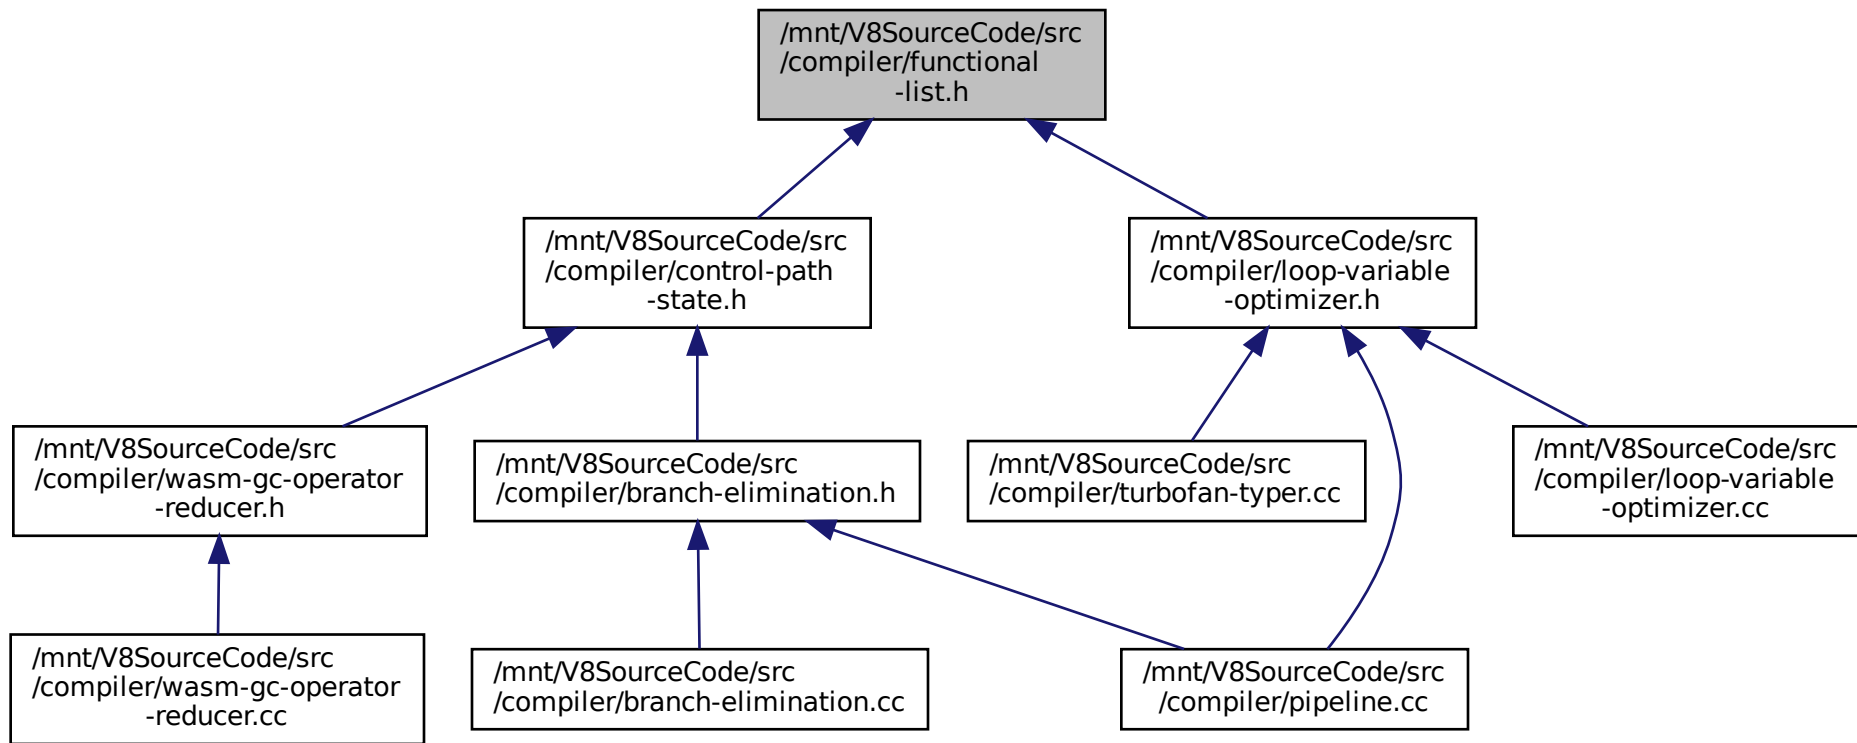 /mnt/V8SourceCode/src
/compiler/functional
-list.h
/mnt/V8SourceCode/src
/compiler/control-path
-state.h
/mnt/V8SourceCode/src
/compiler/loop-variable
-optimizer.h
/mnt/V8SourceCode/src
/compiler/wasm-gc-operator
-reducer.h
/mnt/V8SourceCode/src
/compiler/branch-elimination.h
/mnt/V8SourceCode/src
/compiler/turbofan-typer.cc
/mnt/V8SourceCode/src
/compiler/loop-variable
-optimizer.cc
/mnt/V8SourceCode/src
/compiler/wasm-gc-operator
-reducer.cc
/mnt/V8SourceCode/src
/compiler/branch-elimination.cc
/mnt/V8SourceCode/src
/compiler/pipeline.cc